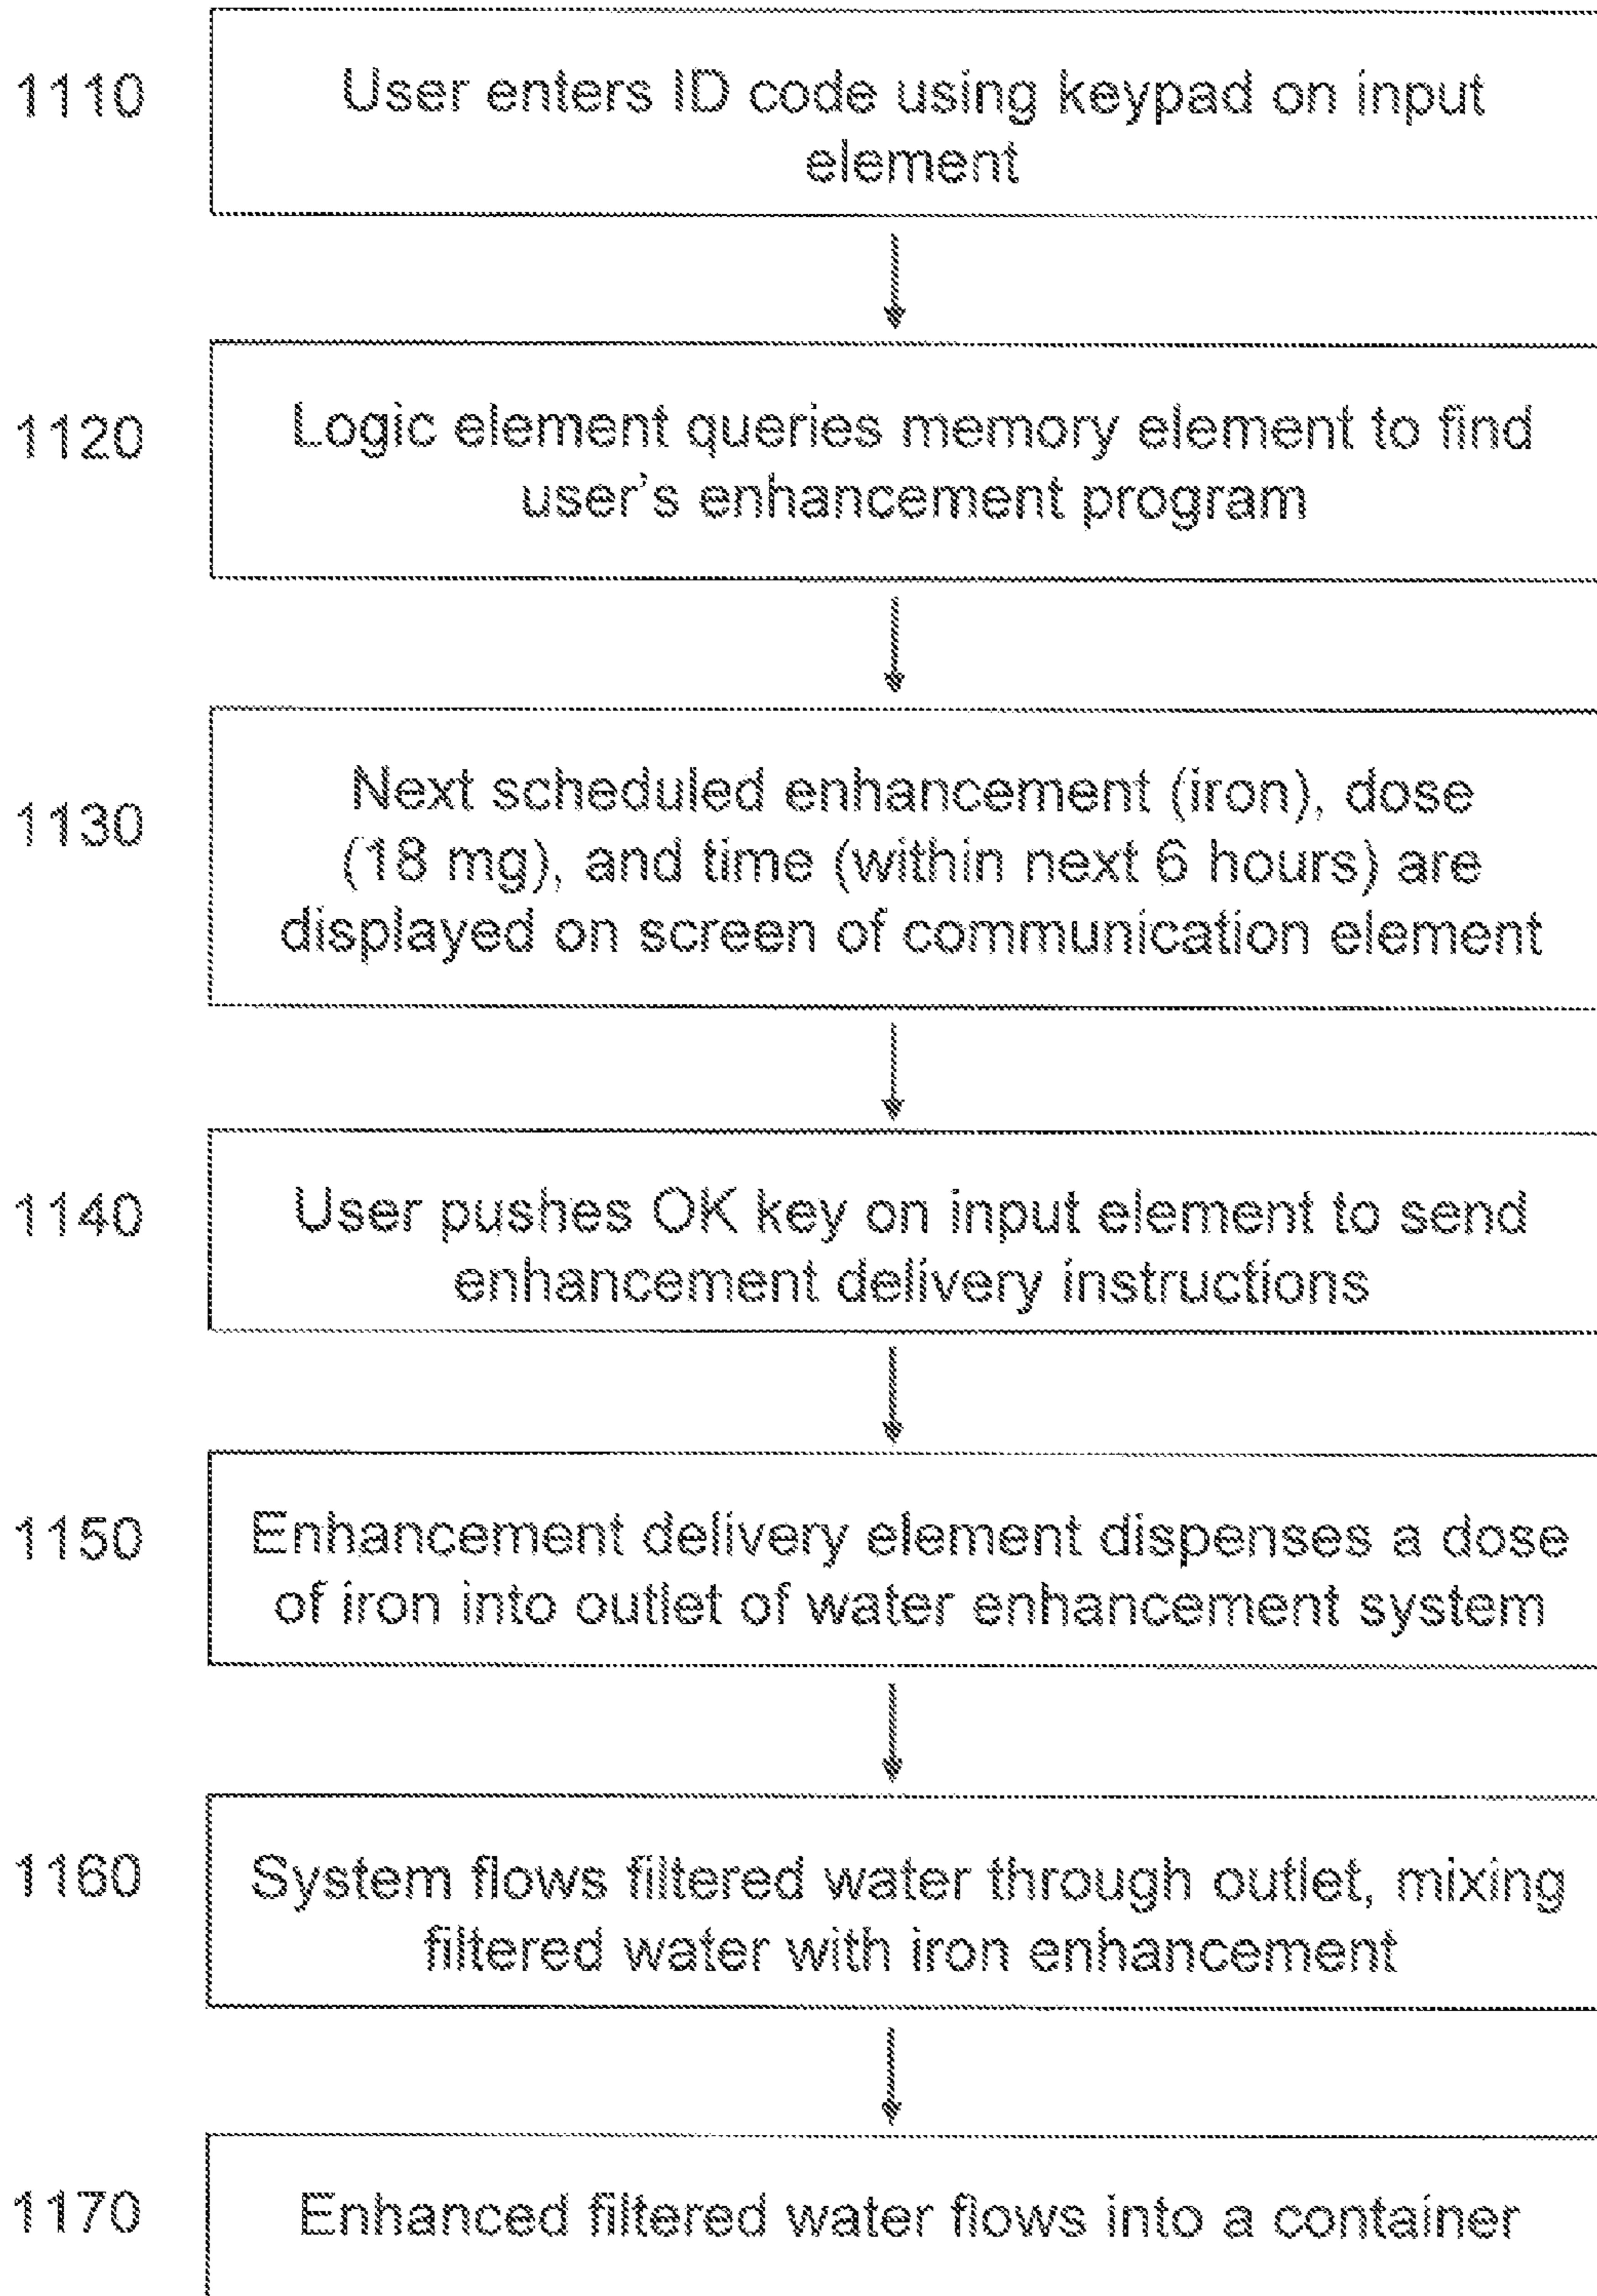 1110
User enters ID code using keypad on input
element
1120
Logic element queries memory element to find
user's enhancement program
1130
Next scheduled enhancement (iron), dose
(18 mg), and time (within next 6 hours) are
displayed on screen of communication element
1140
User pushes OK key on input element to send
enhancement delivery instructions
1150
Enhancement delivery element dispenses a dose
of iron into outlet of water enhancement system
1160
System flows filtered water through outlet, mixing
filtered water with iron enhancement
1170
Enhanced filtered water flows into a container